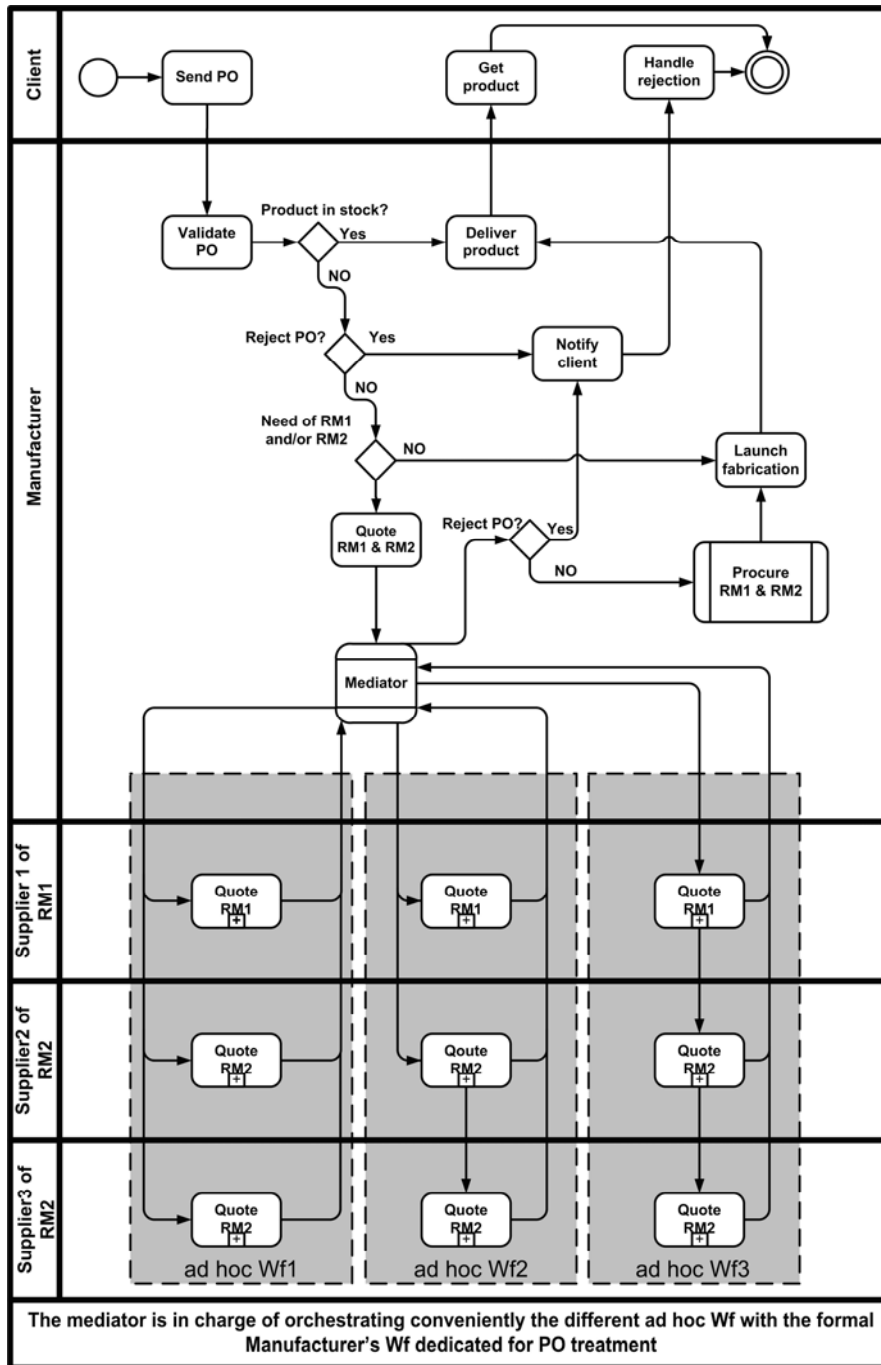 Client
Send PO
Get
product
Handle
rejection
Manufacturer
Product in stock?
Validate
PO
Yes
Deliver
product
NO
Reject PO?
Yes
Notify
client
NO
Need of RM1
and/or RM2
NO
Launch
fabrication
Quote
RM1 & RM2
Reject PO?
Yes
NO
Procure
RM1 & RM2
Mediator
Supplier 1 of
RM1
Quote
RM1
+
Quote
RM1
+
Quote
RM1
+
Supplier2 of
RM2
Quote
RM2
+
Qoute
RM2
+
Quote
RM2
+
Supplier3 of
RM2
Quote
RM2
+
Quote
RM2
+
Quote
RM2
+
ad hoc Wf1
ad hoc Wf2
ad hoc Wf3
The mediator is in charge of orchestrating conveniently the different ad hoc Wf with the formal
Manufacturer's Wf dedicated for PO treatment